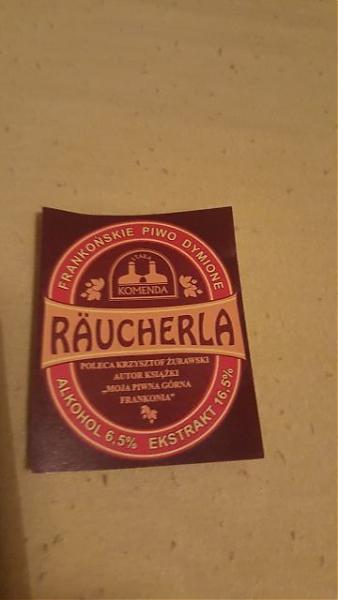 FRANKOŃSKIE PIWO DYMIONE
STARA
KOMENDA
RÄUCHERLA
POLECA KRZYSZTOF ŻURAWSKI
AUTOR KSIĄŻKI
„MOJA PIWNA GÓRNA
FRANKONIA"
ALKOHOL 6,5% EKSTRAKT 16,5%